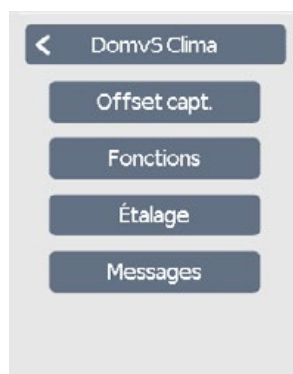 DomvS Clima
Offset capt.
Fonctions
Étalage
Messages